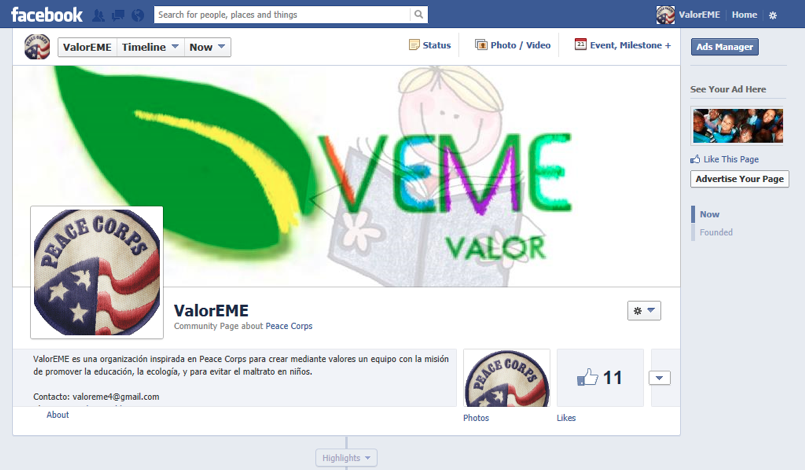 facebook
Search for people, places and things
ValorEME Home
ValorEME Timeline Now
Status Photo / Video 21 Event, Milestone +
Ads Manager
See Your Ad Here
VEME
VALOR
Like This Page
Advertise Your Page
Now
Founded
PEACE CORPS
ValorEME
Community Page about Peace Corps
ValorEME es una organización inspirada en Peace Corps para crear mediante valores un equipo con la misión
de promover la educación, la ecología, y para evitar el maltrato en niños.
Contacto: valoreme4@gmail.com
About
PEACE CORPS
Photos
11
Likes
Highlights